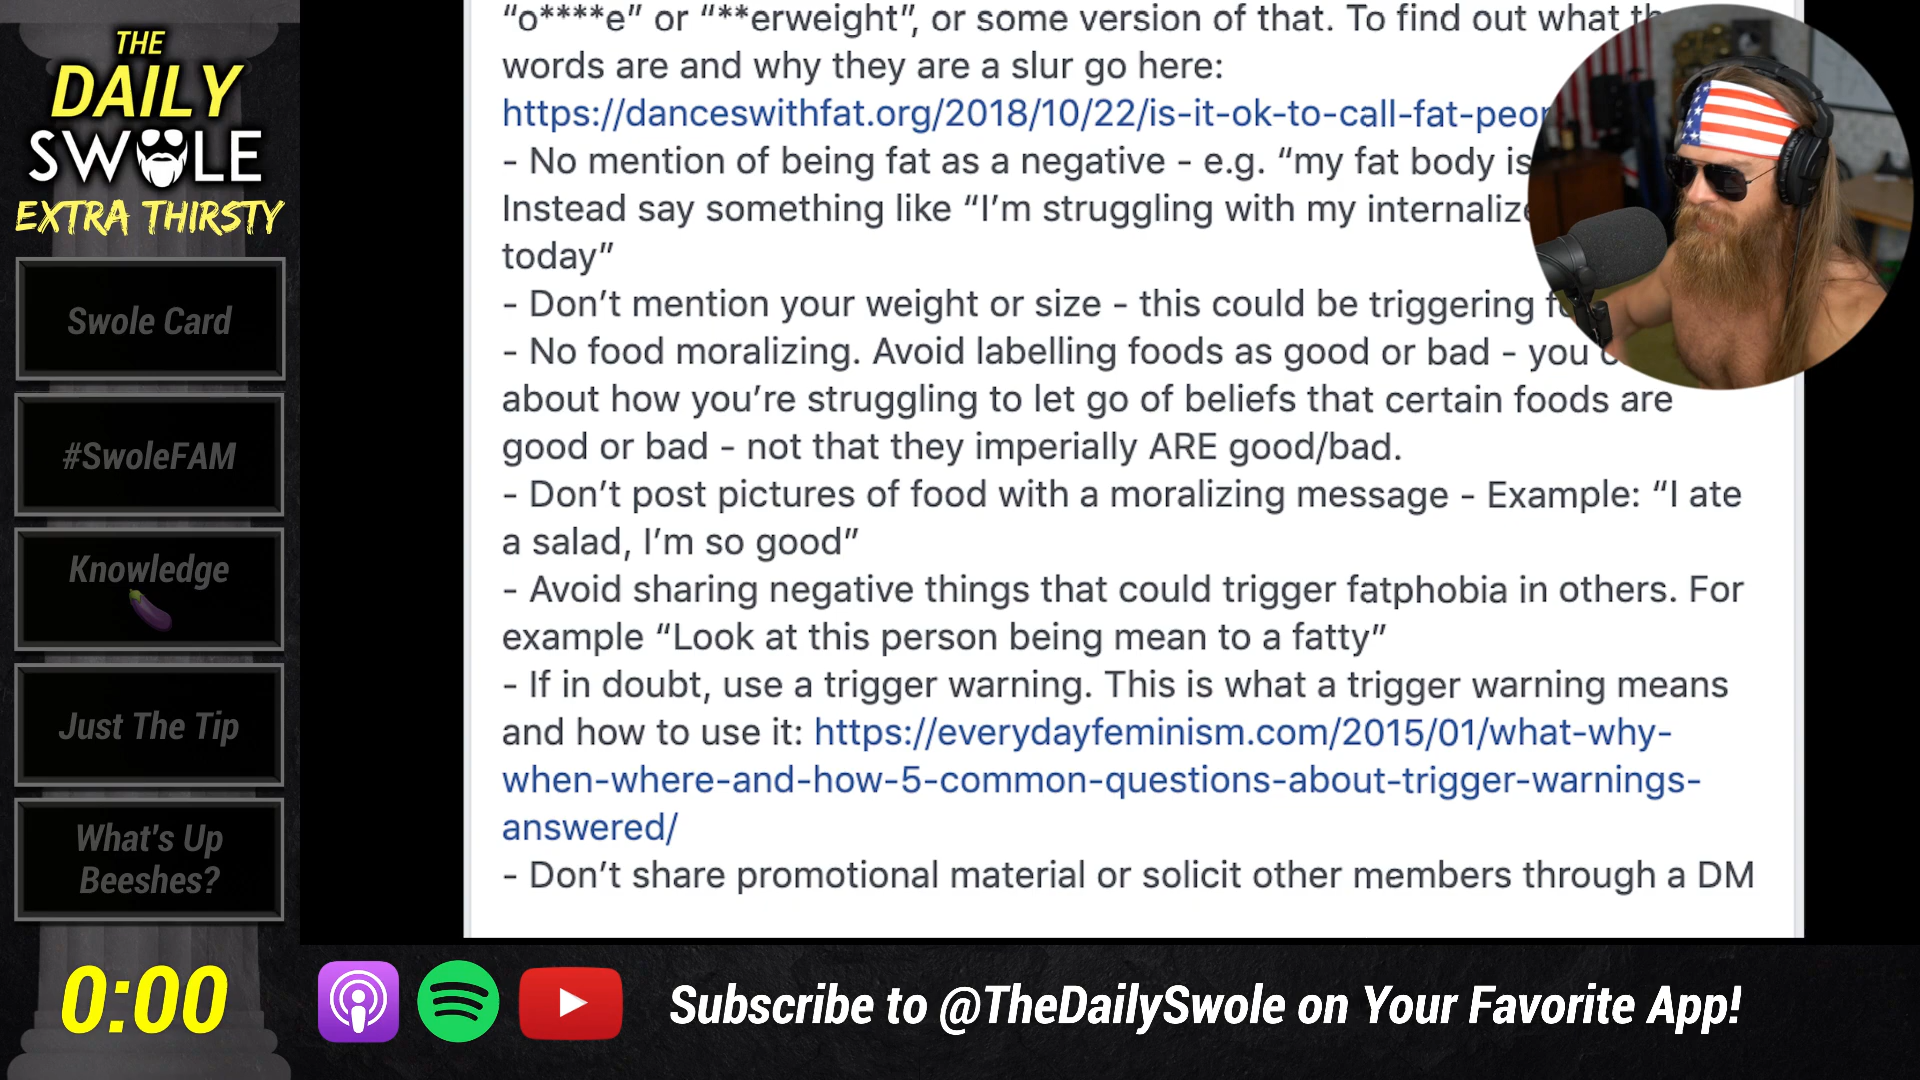 THE
DAILY
SWOLE
EXTRA THIRSTY
Swole Card
#SwoleFAM
Knowledge
Just The Tip
What's Up
Beeshes?
0:00
“o****e” or “**erweight”, or some version of that. To find out what
words are and why they are a slur go here:
https://danceswithfat.org/2018/10/22/is-it-ok-to-call-fat-peop
- No mention of being fat as a negative - e.g. “my fat body is
Instead say something like “I’m struggling with my internalize
today”
- Don’t mention your weight or size - this could be triggering
- No food moralizing. Avoid labelling foods as good or bad - you
about how you’re struggling to let go of beliefs that certain foods are
good or bad - not that they imperially ARE good/bad.
- Don’t post pictures of food with a moralizing message - Example: “I ate
a salad, I’m so good”
- Avoid sharing negative things that could trigger fatphobia in others. For
example “Look at this person being mean to a fatty”
- If in doubt, use a trigger warning. This is what a trigger warning means
and how to use it: https://everydayfeminism.com/2015/01/what-why-
when-where-and-how-5-common-questions-about-trigger-warnings-
answered/
- Don’t share promotional material or solicit other members through a DM
Subscribe to @TheDailySwole on Your Favorite App!